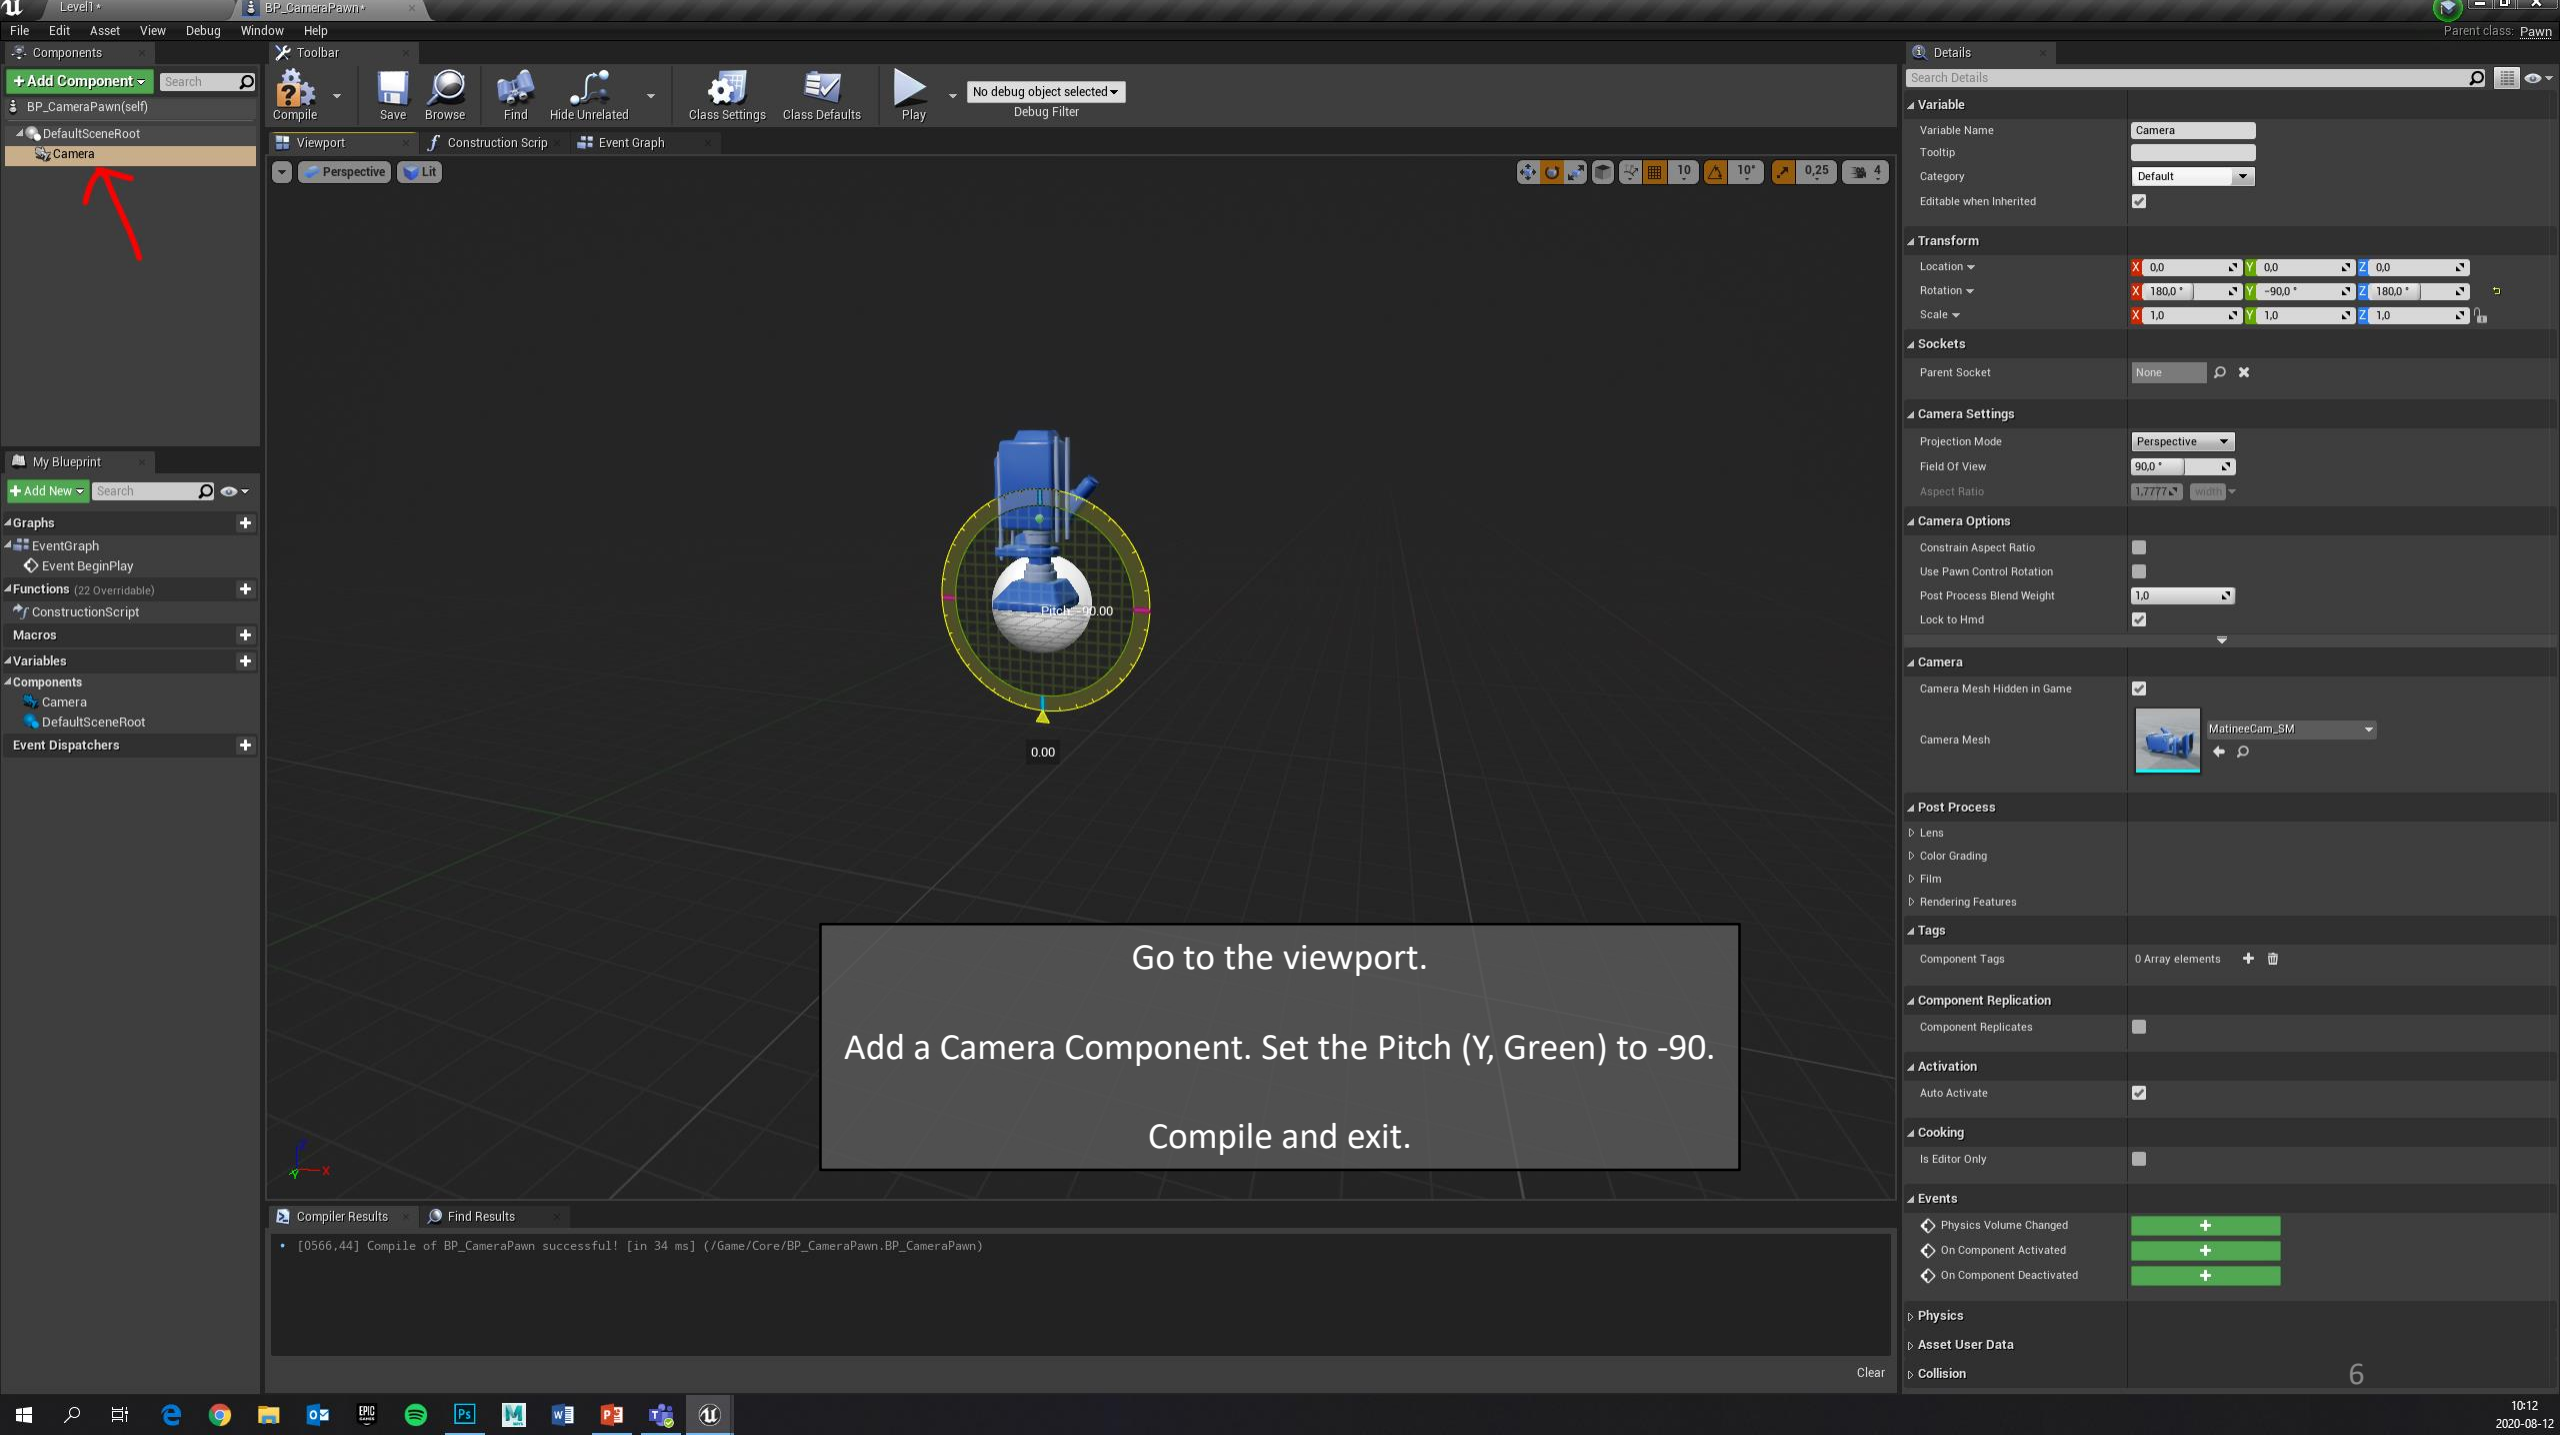 Level1*
BP_CameraPawn*
File Edit Asset View Debug Window Help
Parent class: Pawn
Components
+Add Component
Search
BP_CameraPawn(self)
DefaultSceneRoot
Camera
Toolbar
Compile
Save
Browse
Find
Hide Unrelated
Class Settings
Class Defaults
Play
No debug object selected
Debug Filter
Viewport
Construction Scrip
Event Graph
Perspective
Lit
10
10°
0,25
4
Pitch: -90.00
0.00
Go to the viewport.
Add a Camera Component. Set the Pitch (Y, Green) to -90.
Compile and exit.
My Blueprint
+Add New
Search
Graphs
EventGraph
Event BeginPlay
Functions (22 Overridable)
ConstructionScript
Macros
Variables
Components
Camera
DefaultSceneRoot
Event Dispatchers
Compiler Results
Find Results
[0566,44] Compile of BP_CameraPawn successful! [in 34 ms] (/Game/Core/BP_CameraPawn.BP_CameraPawn)
Clear
Details
Search Details
Variable
Variable Name Camera
Tooltip
Category Default
Editable when Inherited
Transform
Location X 0,0 Y 0,0 Z 0,0
Rotation X 180,0 ° Y -90,0 ° Z 180,0 °
Scale X 1,0 Y 1,0 Z 1,0
Sockets
Parent Socket None
Camera Settings
Projection Mode Perspective
Field Of View 90,0 °
Aspect Ratio 1,7777 width
Camera Options
Constrain Aspect Ratio
Use Pawn Control Rotation
Post Process Blend Weight 1,0
Lock to Hmd
Camera
Camera Mesh Hidden in Game
Camera Mesh
MatineeCam_SM
Post Process
Lens
Color Grading
Film
Rendering Features
Tags
Component Tags 0 Array elements
Component Replication
Component Replicates
Activation
Auto Activate
Cooking
Is Editor Only
Events
Physics Volume Changed
On Component Activated
On Component Deactivated
Physics
Asset User Data
Collision
6
10:12
2020-08-12